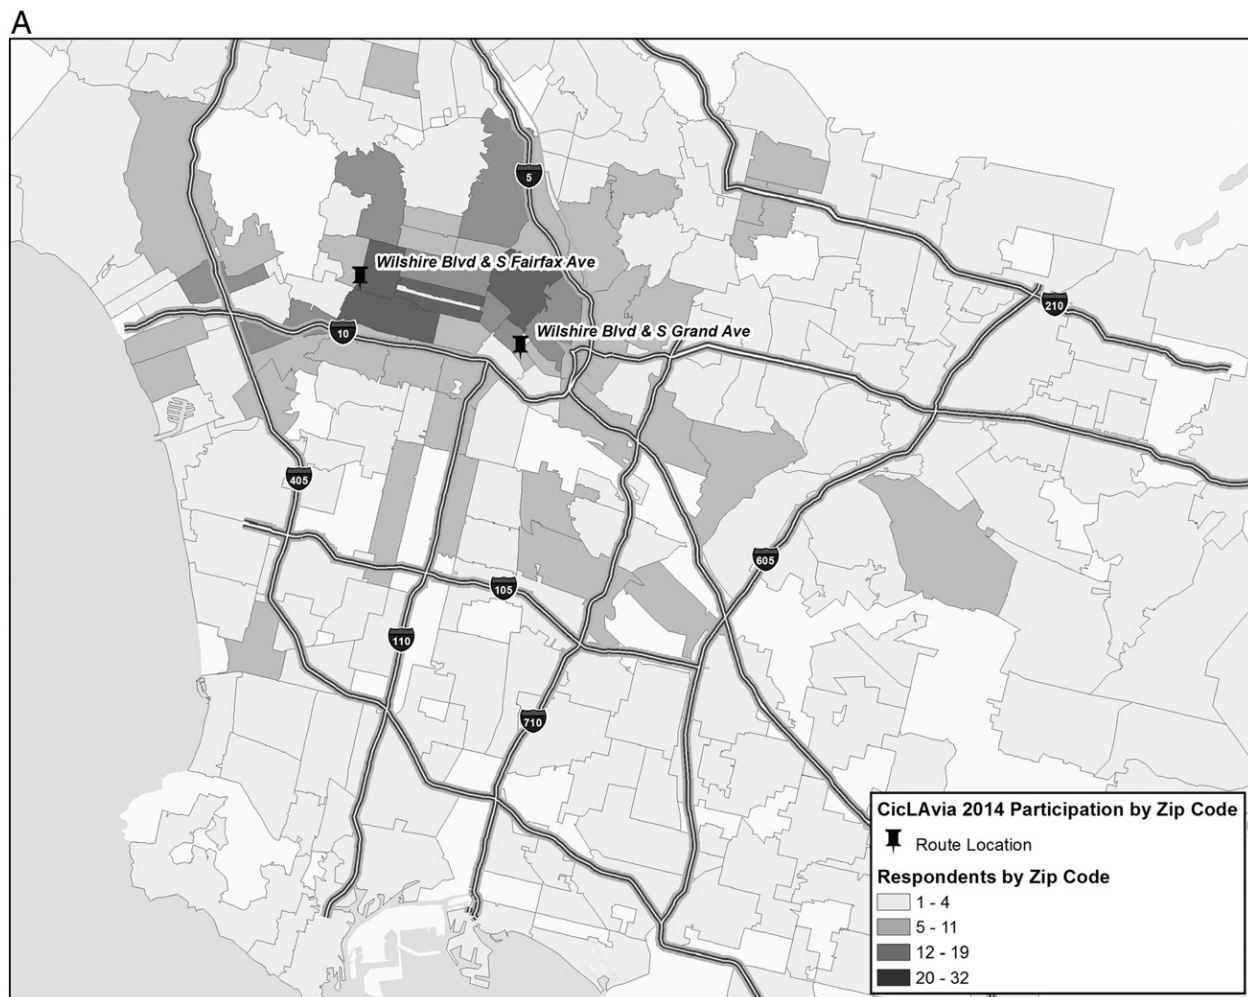 A
5
Wilshire Blvd & S Fairfax Ave
210
Wilshire Blvd & S Grand Ave
10
405
605
105
110
710
CicLAvia 2014 Participation by Zip Code
Route Location
Respondents by Zip Code
1 - 4
5 - 11
12 - 19
20 - 32